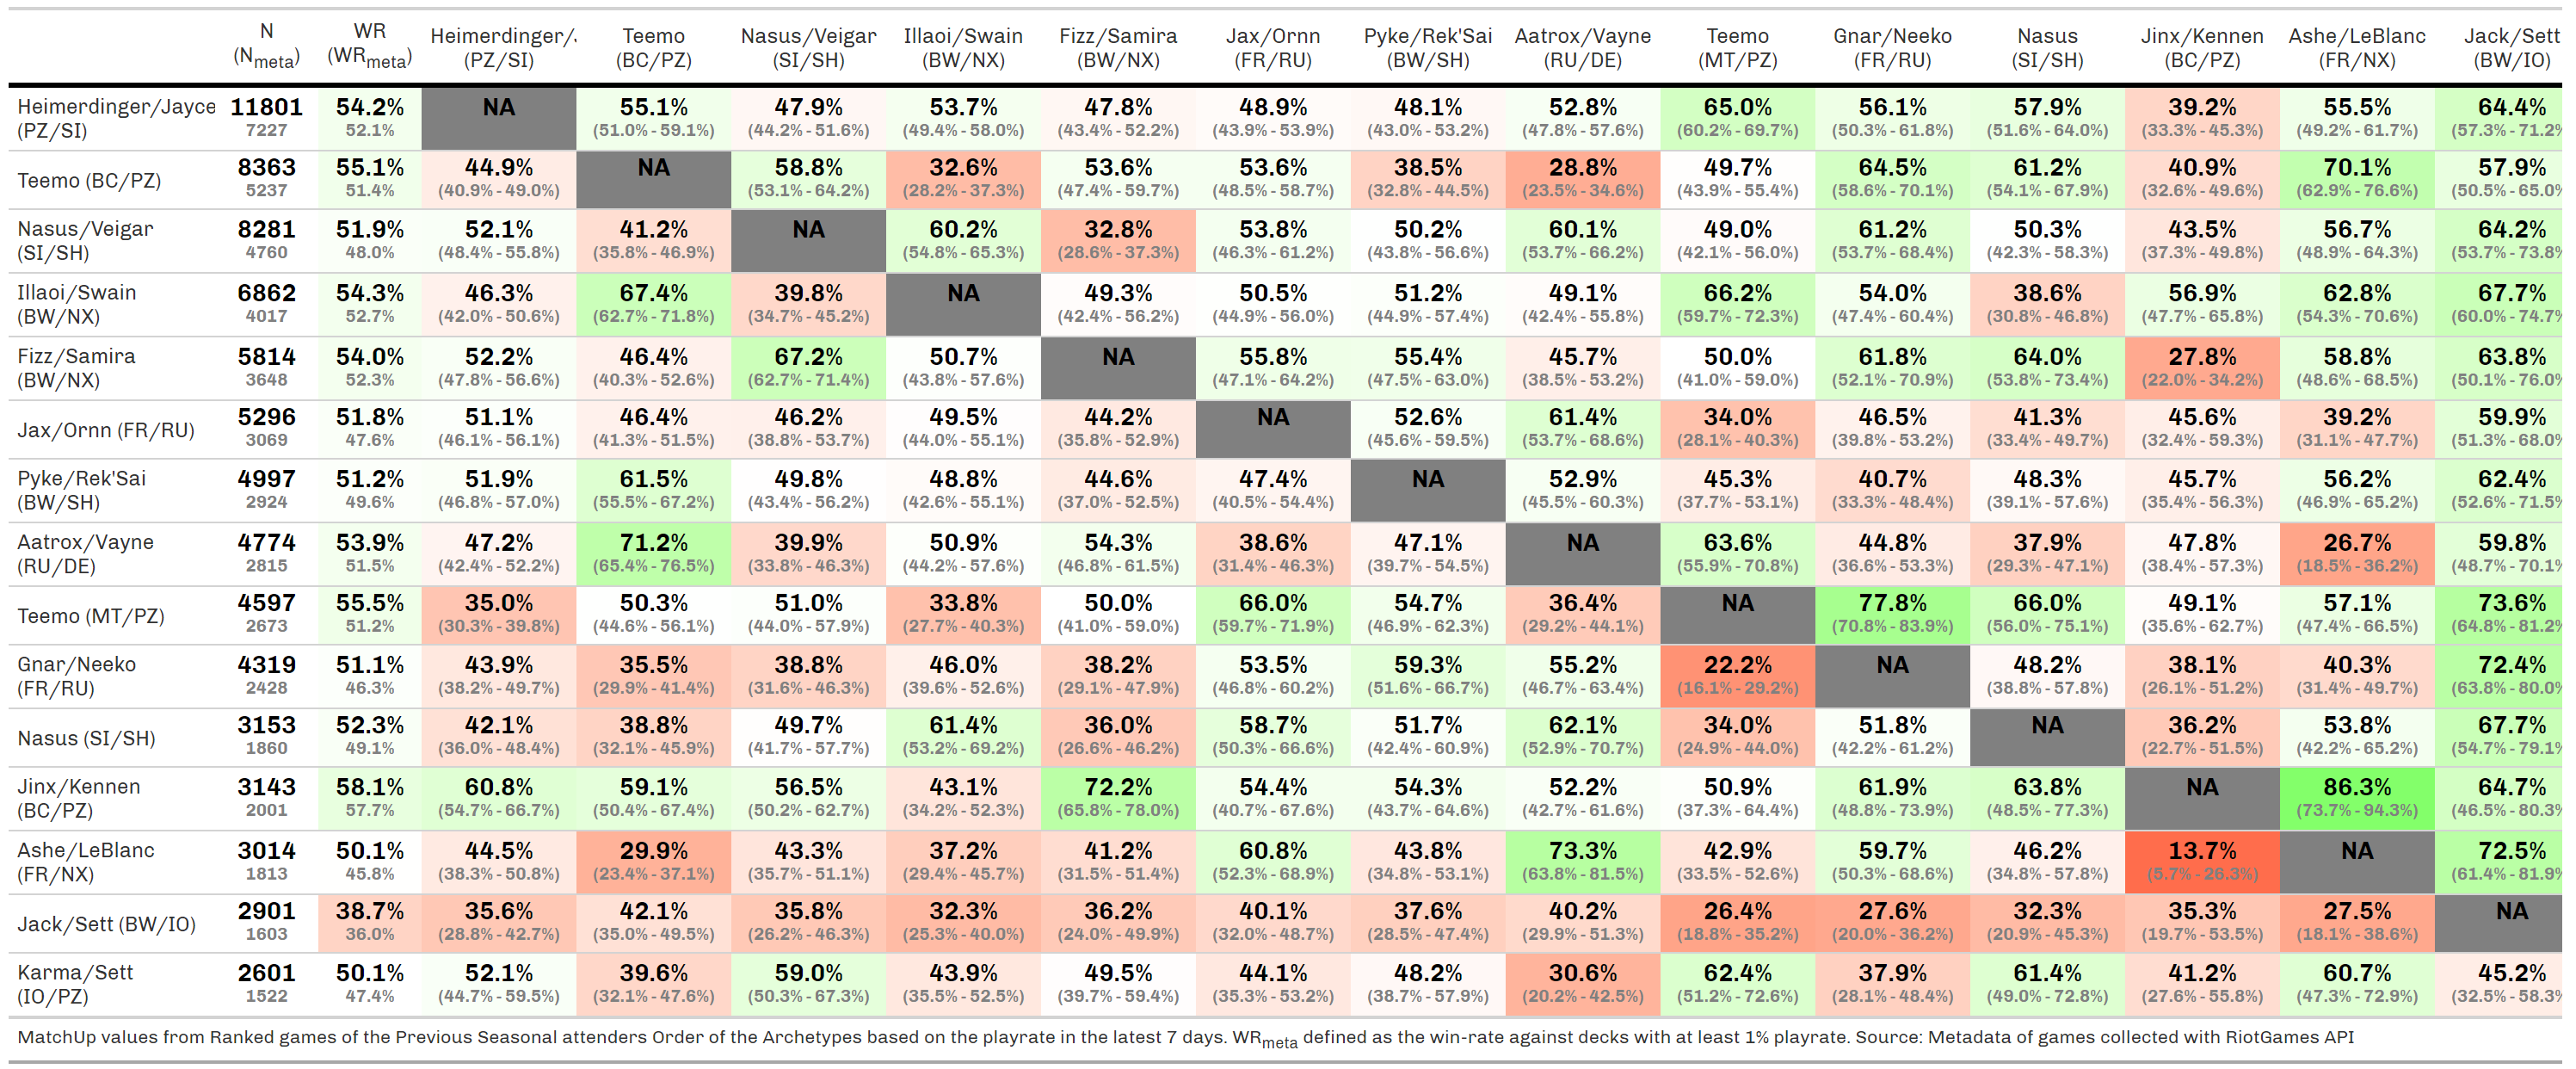 N WR Heimerdinger/J Teemo Nasus/Veigar Illaoi/Swain Fizz/Samira Jax/Ornn Pyke/Rek'Sai Aatrox/Vayne Teemo Gnar/Neeko Nasus Jinx/Kennen Ashe/LeBlanc Jack/Sett
(Nmeta) (WRmeta) (PZ/SI) (BC/PZ) (SI/SH) (BW/NX) (BW/NX) (FR/RU) (BW/SH) (RU/DE) (MT/PZ) (FR/RU) (SI/SH) (BC/PZ) (FR/NX) (BW/IO)
Heimerdinger/Jayce 11801 54.2% NA 55.1% 47.9% 53.7% 47.8% 48.9% 48.1% 52.8% 65.0% 56.1% 57.9% 39.2% 55.5% 64.4%
(PZ/SI) 7227 52.1% (51.0% - 59.1%) (44.2% - 51.6%) (49.4% - 58.0%) (43.4% - 52.2%) (43.9% - 53.9%) (43.0% - 53.2%) (47.8% - 57.6%) (60.2% - 69.7%) (50.3% - 61.8%) (51.6% - 64.0%) (33.3% - 45.3%) (49.2% - 61.7%) (57.3% - 71.2%
Teemo (BC/PZ) 8363 55.1% 44.9% NA 58.8% 32.6% 53.6% 53.6% 38.5% 28.8% 49.7% 64.5% 61.2% 40.9% 70.1% 57.9%
5237 51.4% (40.9% - 49.0%) (53.1% - 64.2%) (28.2% - 37.3%) (47.4% - 59.7%) (48.5% - 58.7%) (32.8% - 44.5%) (23.5% - 34.6%) (43.9% - 55.4%) (58.6% - 70.1%) (54.1% - 67.9%) (32.6% - 49.6%) (62.9% - 76.6%) (50.5% - 65.0%
Nasus/Veigar 8281 51.9% 52.1% 41.2% NA 60.2% 32.8% 53.8% 50.2% 60.1% 49.0% 61.2% 50.3% 43.5% 56.7% 64.2%
(SI/SH) 4760 48.0% (48.4% - 55.8%) (35.8% - 46.9%) (54.8% - 65.3%) (28.6% - 37.3%) (46.3% - 61.2%) (43.8% - 56.6%) (53.7% - 66.2%) (42.1% - 56.0%) (53.7% - 68.4%) (42.3% - 58.3%) (37.3% - 49.8%) (48.9% - 64.3%) (53.7% - 73.8%
Illaoi/Swain 6862 54.3% 46.3% 67.4% 39.8% NA 49.3% 50.5% 51.2% 49.1% 66.2% 54.0% 38.6% 56.9% 62.8% 67.7%
(BW/NX) 4017 52.7% (42.0% - 50.6%) (62.7% - 71.8%) (34.7% - 45.2%) (42.4% - 56.2%) (44.9% - 56.0%) (44.9% - 57.4%) (42.4% - 55.8%) (59.7% - 72.3%) (47.4% - 60.4%) (30.8% - 46.8%) (47.7% - 65.8%) (54.3% - 70.6%) (60.0% - 74.7%
Fizz/Samira 5814 54.0% 52.2% 46.4% 67.2% 50.7% NA 55.8% 55.4% 45.7% 50.0% 61.8% 64.0% 27.8% 58.8% 63.8%
(BW/NX) 3648 52.3% (47.8% - 56.6%) (40.3% - 52.6%) (62.7% - 71.4%) (43.8% - 57.6%) (47.1% - 64.2%) (47.5% - 63.0%) (38.5% - 53.2%) (41.0% - 59.0%) (52.1% - 70.9%) (53.8% - 73.4%) (22.0% - 34.2%) (48.6% - 68.5%) (50.1% - 76.0%
Jax/Ornn (FR/RU) 5296 51.8% 51.1% 46.4% 46.2% 49.5% 44.2% NA 52.6% 61.4% 34.0% 46.5% 41.3% 45.6% 39.2% 59.9%
3069 47.6% (46.1% - 56.1%) (41.3% - 51.5%) (38.8% - 53.7%) (44.0% - 55.1%) (35.8% - 52.9%) (45.6% - 59.5%) (53.7% - 68.6%) (28.1% - 40.3%) (39.8% - 53.2%) (33.4% - 49.7%) (32.4% - 59.3%) (31.1% - 47.7%) (51.3% - 68.0%
Pyke/Rek'Sai 4997 51.2% 51.9% 61.5% 49.8% 48.8% 44.6% 47.4% NA 52.9% 45.3% 40.7% 48.3% 45.7% 56.2% 62.4%
(BW/SH) 2924 49.6% (46.8% - 57.0%) (55.5% - 67.2%) (43.4% - 56.2%) (42.6% - 55.1%) (37.0% - 52.5%) (40.5% - 54.4%) (45.5% - 60.3%) (37.7% - 53.1%) (33.3% - 48.4%) (39.1% - 57.6%) (35.4% - 56.3%) (46.9% - 65.2%) (52.6% - 71.5%
Aatrox/Vayne 4774 53.9% 47.2% 71.2% 39.9% 50.9% 54.3% 38.6% 47.1% NA 63.6% 44.8% 37.9% 47.8% 26.7% 59.8%
(RU/DE) 2815 51.5% (42.4% - 52.2%) (65.4% - 76.5%) (33.8% - 46.3%) (44.2% - 57.6%) (46.8% - 61.5%) (31.4% - 46.3%) (39.7% - 54.5%) (55.9% - 70.8%) (36.6% - 53.3%) (29.3% - 47.1%) (38.4% - 57.3%) (18.5% - 36.2%) (48.7% - 70.1%
Teemo (MT/PZ) 4597 55.5% 35.0% 50.3% 51.0% 33.8% 50.0% 66.0% 54.7% 36.4% NA 77.8% 66.0% 49.1% 57.1% 73.6%
2673 51.2% (30.3% - 39.8%) (44.6% - 56.1%) (44.0% - 57.9%) (27.7% - 40.3%) (41.0% - 59.0%) (59.7% - 71.9%) (46.9% - 62.3%) (29.2% - 44.1%) (70.8% - 83.9%) (56.0% - 75.1%) (35.6% - 62.7%) (47.4% - 66.5%) (64.8% - 81.2%
Gnar/Neeko 4319 51.1% 43.9% 35.5% 38.8% 46.0% 38.2% 53.5% 59.3% 55.2% 22.2% NA 48.2% 38.1% 40.3% 72.4%
(FR/RU) 2428 46.3% (38.2% - 49.7%) (29.9% - 41.4%) (31.6% - 46.3%) (39.6% - 52.6%) (29.1% - 47.9%) (46.8% - 60.2%) (51.6% - 66.7%) (46.7% - 63.4%) (16.1% - 29.2%) (38.8% - 57.8%) (26.1% - 51.2%) (31.4% - 49.7%) (63.8% - 80.0%
Nasus (SI/SH) 3153 52.3% 42.1% 38.8% 49.7% 61.4% 36.0% 58.7% 51.7% 62.1% 34.0% 51.8% NA 36.2% 53.8% 67.7%
1860 49.1% (36.0% - 48.4%) (32.1% - 45.9%) (41.7% - 57.7%) (53.2% - 69.2%) (26.6% - 46.2%) (50.3% - 66.6%) (42.4% - 60.9%) (52.9% - 70.7%) (24.9% - 44.0%) (42.2% - 61.2%) (22.7% - 51.5%) (42.2% - 65.2%) (54.7% - 79.1%
Jinx/Kennen 3143 58.1% 60.8% 59.1% 56.5% 43.1% 72.2% 54.4% 54.3% 52.2% 50.9% 61.9% 63.8% NA 86.3% 64.7%
(BC/PZ) 2001 57.7% (54.7% - 66.7%) (50.4% - 67.4%) (50.2% - 62.7%) (34.2% - 52.3%) (65.8% - 78.0%) (40.7% - 67.6%) (43.7% - 64.6%) (42.7% - 61.6%) (37.3% - 64.4%) (48.8% - 73.9%) (48.5% - 77.3%) (73.7% - 94.3%) (46.5% - 80.3%
Ashe/LeBlanc 3014 50.1% 44.5% 29.9% 43.3% 37.2% 41.2% 60.8% 43.8% 73.3% 42.9% 59.7% 46.2% 13.7% NA 72.5%
(FR/NX) 1813 45.8% (38.3% - 50.8%) (23.4% - 37.1%) (35.7% - 51.1%) (29.4% - 45.7%) (31.5% - 51.4%) (52.3% - 68.9%) (34.8% - 53.1%) (63.8% - 81.5%) (33.5% - 52.6%) (50.3% - 68.6%) (34.8% - 57.8%) (5.7% - 26.3%) (61.4% - 81.9%
Jack/Sett (BW/IO) 2901 38.7% 35.6% 42.1% 35.8% 32.3% 36.2% 40.1% 37.6% 40.2% 26.4% 27.6% 32.3% 35.3% 27.5% NA
1603 36.0% (28.8% - 42.7%) (35.0% - 49.5%) (26.2% - 46.3%) (25.3% - 40.0%) (24.0% - 49.9%) (32.0% - 48.7%) (28.5% - 47.4%) (29.9% - 51.3%) (18.8% - 35.2%) (20.0% - 36.2%) (20.9% - 45.3%) (19.7% - 53.5%) (18.1% - 38.6%)
Karma/Sett 2601 50.1% 52.1% 39.6% 59.0% 43.9% 49.5% 44.1% 48.2% 30.6% 62.4% 37.9% 61.4% 41.2% 60.7% 45.2%
(IO/PZ) 1522 47.4% (44.7% - 59.5%) (32.1% - 47.6%) (50.3% - 67.3%) (35.5% - 52.5%) (39.7% - 59.4%) (35.3% - 53.2%) (38.7% - 57.9%) (20.2% - 42.5%) (51.2% - 72.6%) (28.1% - 48.4%) (49.0% - 72.8%) (27.6% - 55.8%) (47.3% - 72.9%) (32.5% - 58.3%
MatchUp values from Ranked games of the Previous Seasonal attenders Order of the Archetypes based on the playrate in the latest 7 days. WRmeta defined as the win-rate against decks with at least 1% playrate. Source: Metadata of games collected with RiotGames API